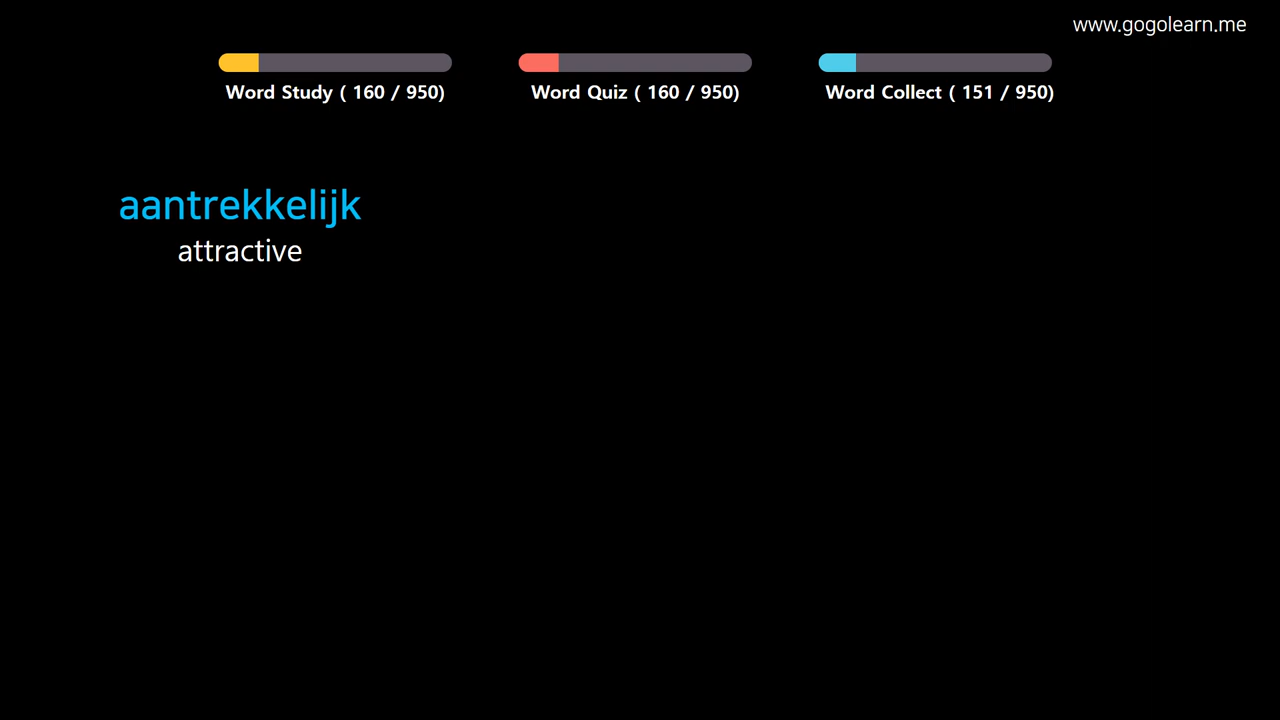 www.gogolearn.me
Word Study ( 160 / 950)
Word Quiz ( 160 / 950)
Word Collect ( 151 / 950)
aantrekkelijk
attractive